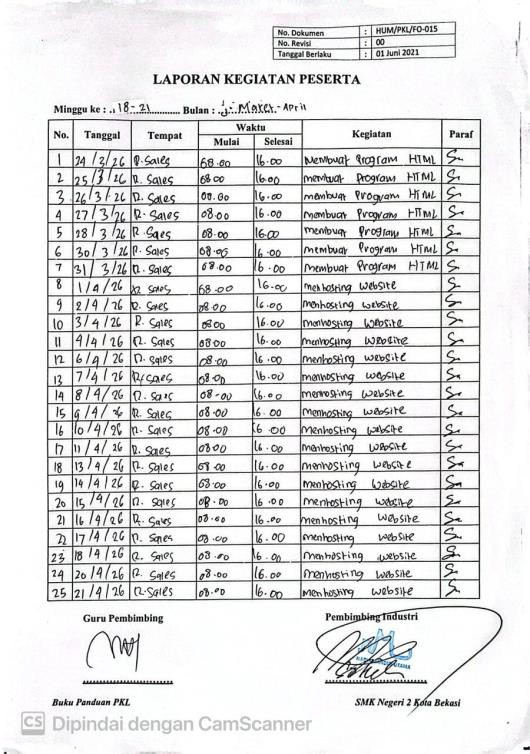 No. Dokumen : HUM/PKL/FO-015
No. Revisi : 00
Tanggal Berlaku : 01 Juni 2021
LAPORAN KEGIATAN PESERTA
Minggu ke : 18-21 Bulan : Maret - April
No. Tanggal Tempat Waktu Kegiatan Paraf
Mulai Selesai
1 24/3/26 R. Sales 08.00 16.00 Membuat Program HTML
2 25/3/26 R. Sales 0800 16.00 membuat Program HTML
3 26/3/26 R. Sales 08.00 16.00 membuat Program HTML
4 27/3/26 R. Sales 08.00 16.00 Membuat Program HTML
5 28/3/26 R. Sales 08.00 16.00 membuat Program HTML
6 30/3/26 R. Sales 08.00 16.00 membuat Program HTML
7 31/3/26 R. Sales 08.00 16.00 Membuat Program HTML
8 1/4/26 R. Sales 08.00 16.00 menhosting website
9 2/4/26 R. Sales 08.00 16.00 menhosting website
10 3/4/26 R. Sales 0800 16.00 menhosting website
11 4/4/26 R. Sales 08.00 16.00 menhosting website
12 6/4/26 R. Sales 08.00 16.00 menhosting website
13 7/4/26 R. Sales 08.00 16.00 menhosting website
14 8/4/26 R. Sales 08.00 16.00 menhosting website
15 9/4/26 R. Sales 08.00 16.00 menhosting website
16 10/4/26 R. Sales 08.00 16.00 menhosting website
17 11/4/26 R. Sales 0800 16.00 menhosting website
18 13/4/26 R. Sales 08.00 16.00 menhosting website
19 14/4/26 R. Sales 08.00 16.00 menhosting website
20 15/4/26 R. Sales 08.00 16.00 menhosting website
21 16/4/26 R. Sales 08.00 16.00 menhosting website
22 17/4/26 R. Sales 08.00 16.00 menhosting website
23 18/4/26 R. Sales 08.00 16.00 menhosting website
24 20/4/26 R. Sales 08.00 16.00 menhosting website
25 21/4/26 R. Sales 08.00 16.00 menhosting website
Guru Pembimbing Pembimbing Industri
Buku Panduan PKL SMK Negeri 2 Kota Bekasi
CS Dipindai dengan CamScanner